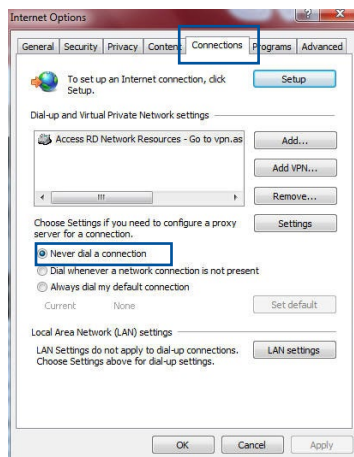 Internet Options
General Security Privacy Content Connections Programs Advanced
To set up an Internet connection, click
Setup.
Setup
Dial-up and Virtual Private Network settings
Access RD Network Resources - Go to vpn.as
Add...
Add VPN...
Remove...
Choose Settings if you need to configure a proxy
server for a connection.
Settings
Never dial a connection
Dial whenever a network connection is not present
Always dial my default connection
Current None
Set default
Local Area Network (LAN) settings
LAN Settings do not apply to dial-up connections.
Choose Settings above for dial-up settings.
LAN settings
OK Cancel Apply